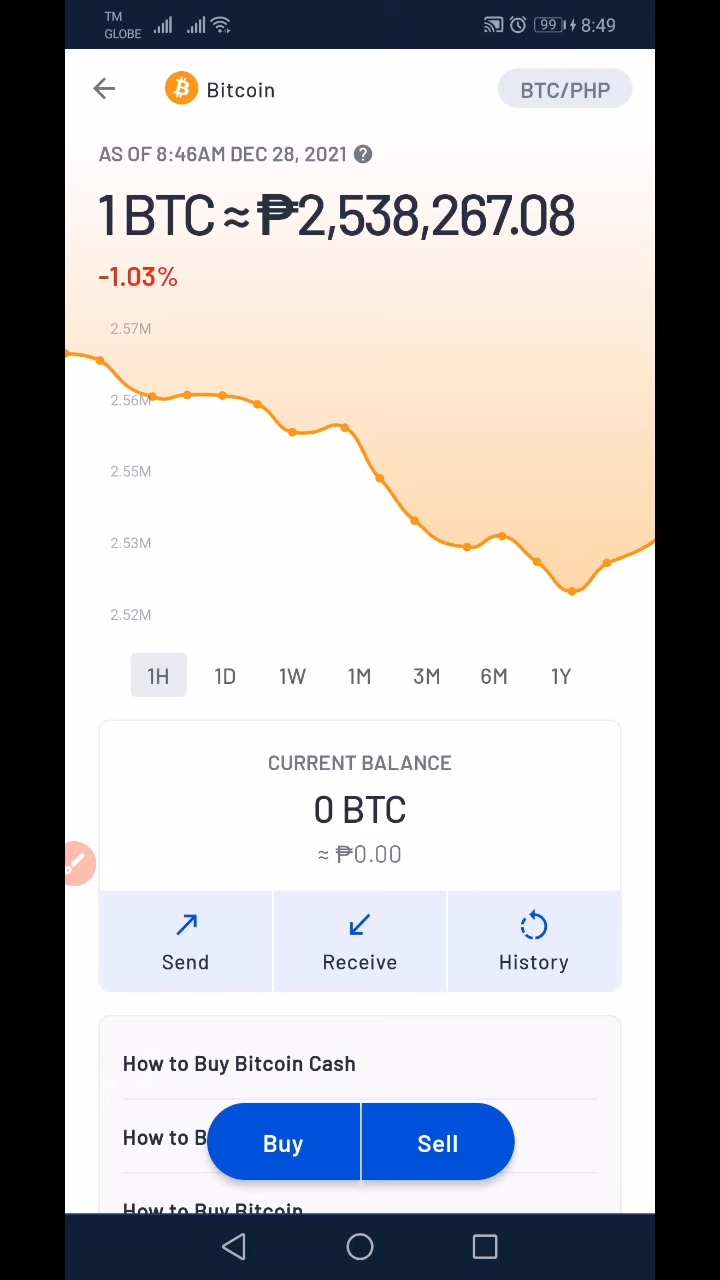 TM
GLOBE
99
8:49
Bitcoin
BTC/PHP
AS OF 8:46AM DEC 28, 2021 ?
1 BTC ≈ ₱2,538,267.08
-1.03%
2.57M
2.56M
2.55M
2.53M
2.52M
1H 1D 1W 1M 3M 6M 1Y
CURRENT BALANCE
0 BTC
≈ ₱0.00
Send Receive History
How to Buy Bitcoin Cash
How to B
Buy Sell
How to Buy Bitcoin